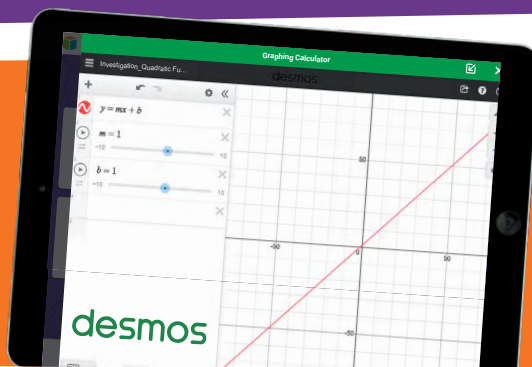 Graphing Calculator
Investigation_Quadratic Fu...
desmos
y = mx + b
m = 1
-10 10
b = 1
-10 10
50
-50 0 50
-50
desmos